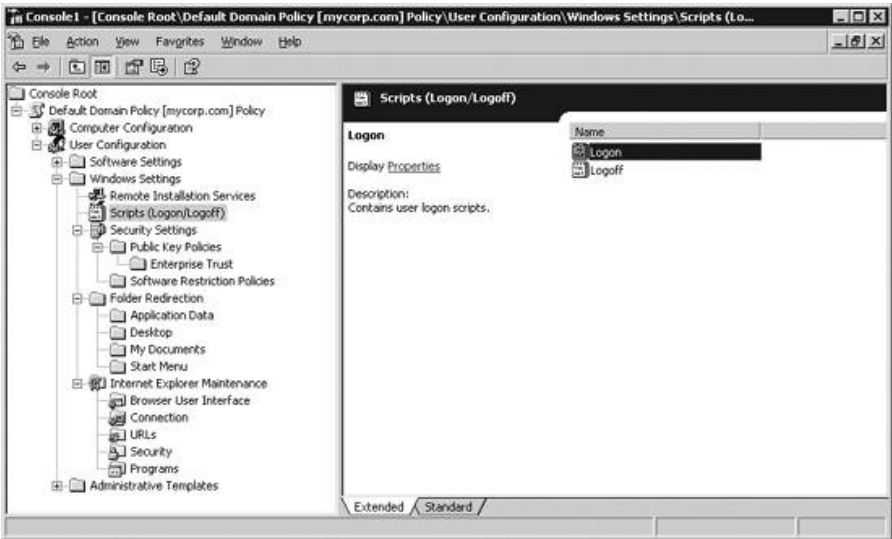 Console1 - [Console Root\Default Domain Policy [mycorp.com] Policy\User Configuration\Windows Settings\Scripts (Lo...
File Action View Favorites Window Help
Console Root
Default Domain Policy [mycorp.com] Policy
Computer Configuration
User Configuration
Software Settings
Windows Settings
Remote Installation Services
Scripts (Logon/Logoff)
Security Settings
Public Key Policies
Enterprise Trust
Software Restriction Policies
Folder Redirection
Application Data
Desktop
My Documents
Start Menu
Internet Explorer Maintenance
Browser User Interface
Connection
URLs
Security
Programs
Administrative Templates
Scripts (Logon/Logoff)
Logon
Display Properties
Description:
Contains user logon scripts.
Name
Logon
Logoff
Extended
Standard